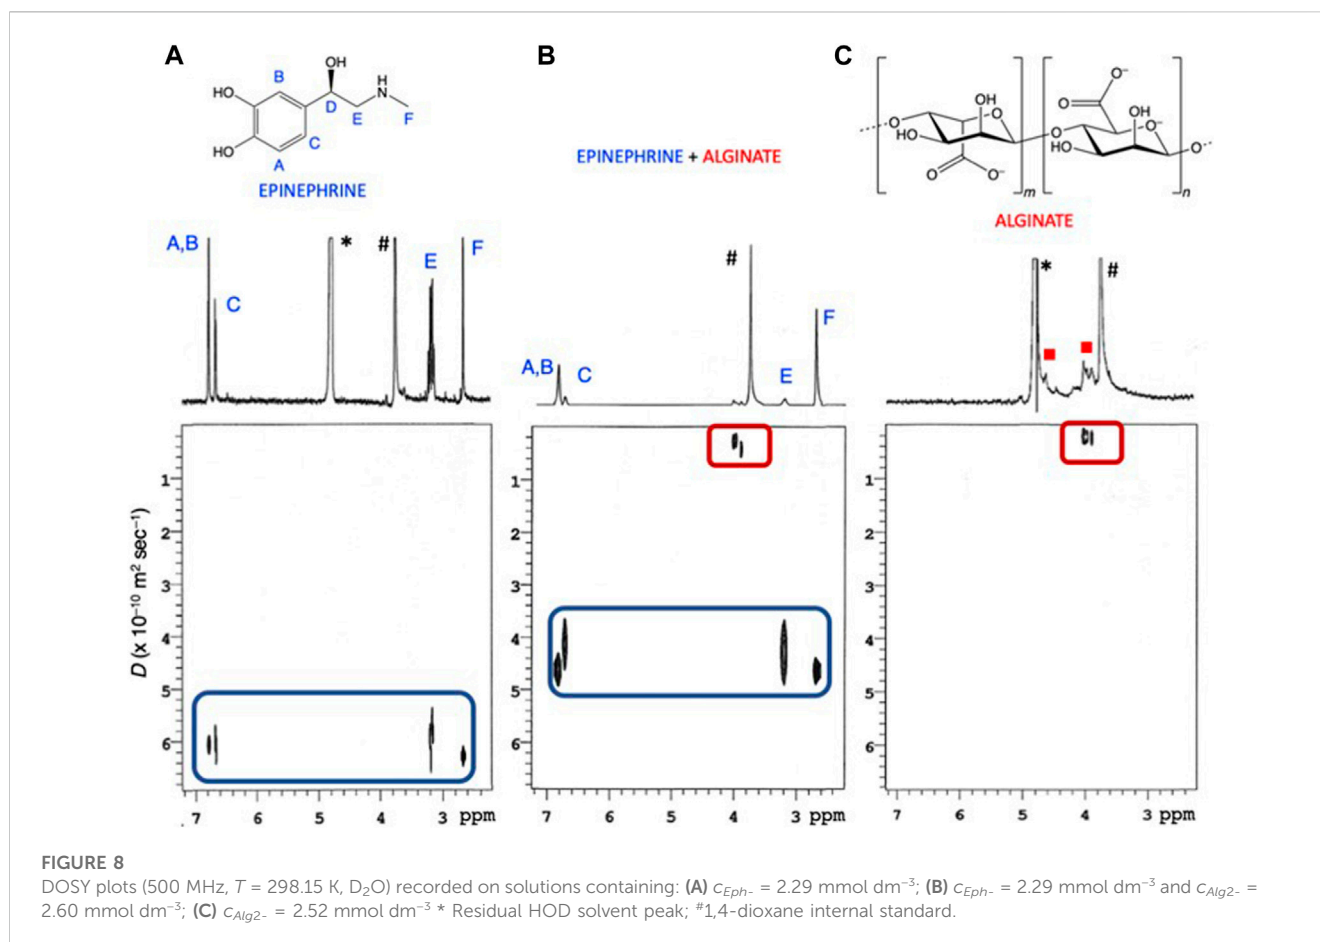 A
B
C
OH
B
HO
D
H
N
E
F
C
HO
A
EPINEPHRINE
EPINEPHRINE + ALGINATE
O⁻
O
OH
O
OH
O
HO
O
O
O⁻
HO
O
O⁻
O
m
n
ALGINATE
A,B
*
#
E
F
C
#
F
A,B
C
E
*
#
D (x 10⁻¹⁰ m² sec⁻¹)
1
2
3
4
5
6
7 6 5 4 3 ppm
1
2
3
4
5
6
7 6 5 4 3 ppm
1
2
3
4
5
6
7 6 5 4 3 ppm
FIGURE 8
DOSY plots (500 MHz, T = 298.15 K, D₂O) recorded on solutions containing: (A) cEph- = 2.29 mmol dm⁻³; (B) cEph- = 2.29 mmol dm⁻³ and cAlg2- =
2.60 mmol dm⁻³; (C) cAlg2- = 2.52 mmol dm⁻³ * Residual HOD solvent peak; #1,4-dioxane internal standard.